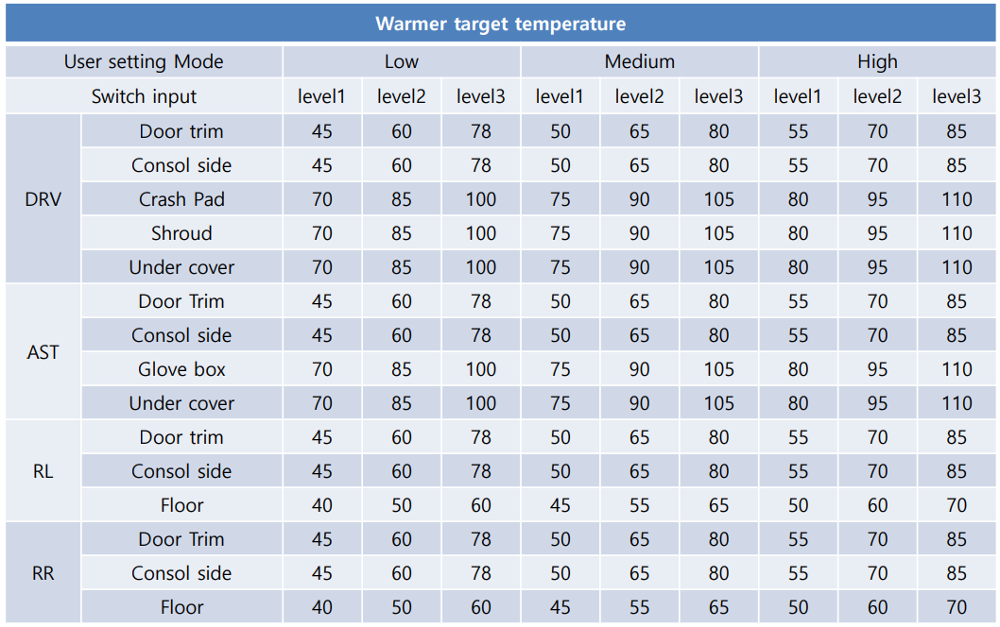 Warmer target temperature
User setting Mode Low Medium High
Switch input level1 level2 level3 level1 level2 level3 level1 level2 level3
DRV Door trim 45 60 78 50 65 80 55 70 85
Consol side 45 60 78 50 65 80 55 70 85
Crash Pad 70 85 100 75 90 105 80 95 110
Shroud 70 85 100 75 90 105 80 95 110
Under cover 70 85 100 75 90 105 80 95 110
AST Door Trim 45 60 78 50 65 80 55 70 85
Consol side 45 60 78 50 65 80 55 70 85
Glove box 70 85 100 75 90 105 80 95 110
Under cover 70 85 100 75 90 105 80 95 110
RL Door trim 45 60 78 50 65 80 55 70 85
Consol side 45 60 78 50 65 80 55 70 85
Floor 40 50 60 45 55 65 50 60 70
RR Door Trim 45 60 78 50 65 80 55 70 85
Consol side 45 60 78 50 65 80 55 70 85
Floor 40 50 60 45 55 65 50 60 70